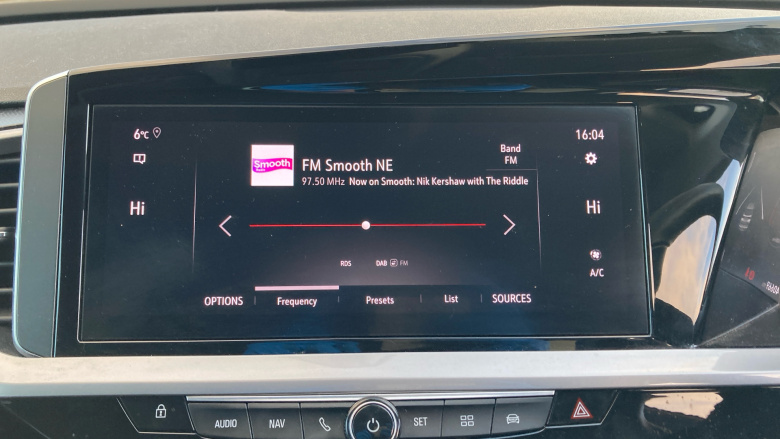 6°C
16:04
Smooth
FM Smooth NE
Band
FM
97.50 MHz Now on Smooth: Nik Kershaw with The Riddle
Hi
Hi
RDS DAB FM
A/C
OPTIONS Frequency Presets List SOURCES
AUDIO NAV SET